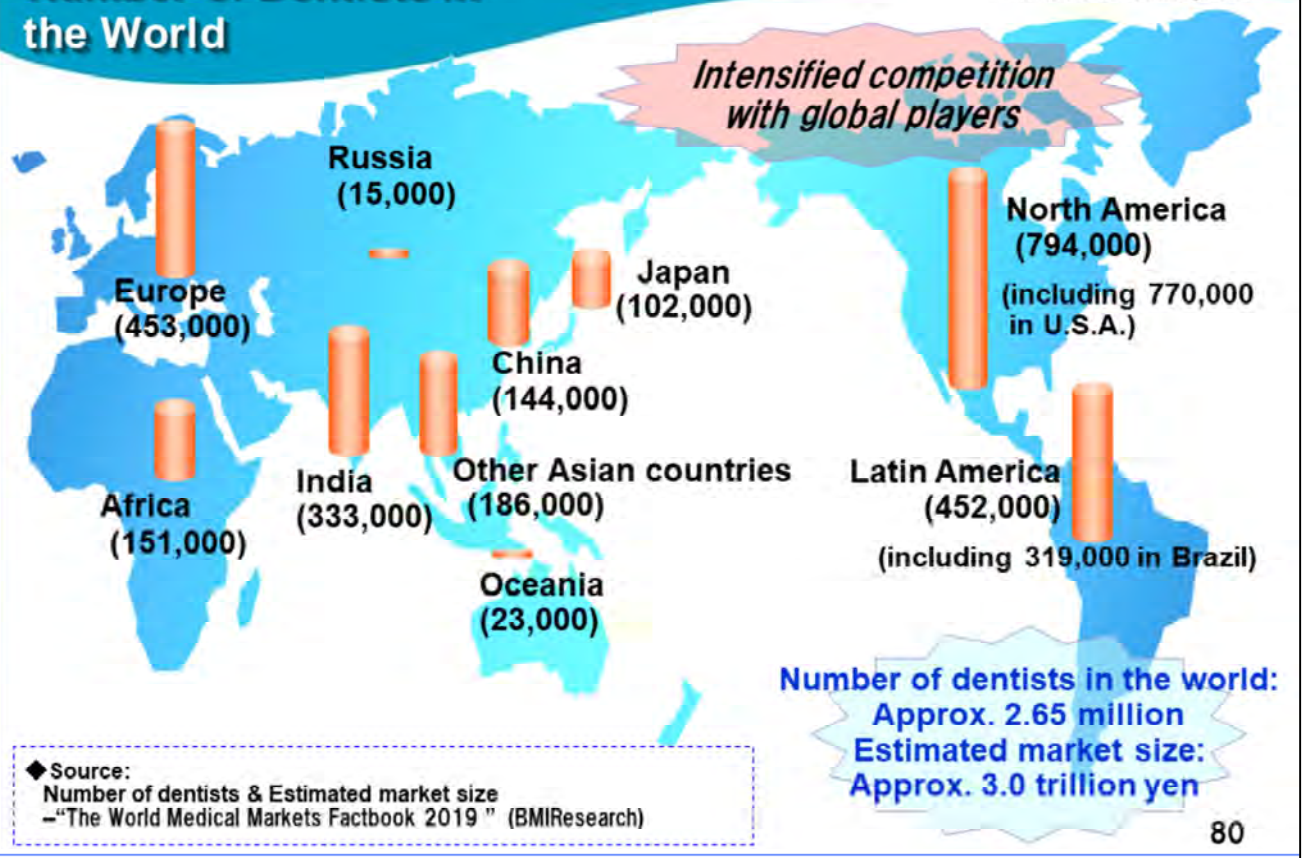 the World
Intensified competition
with global players
Russia
(15,000)
North America
(794,000)
(including 770,000
in U.S.A.)
Japan
(102,000)
Europe
(453,000)
China
(144,000)
India
(333,000)
Other Asian countries
(186,000)
Latin America
(452,000)
(including 319,000 in Brazil)
Africa
(151,000)
Oceania
(23,000)
Number of dentists in the world:
Approx. 2.65 million
Estimated market size:
Approx. 3.0 trillion yen
◆Source:
Number of dentists & Estimated market size
–“The World Medical Markets Factbook 2019 ” (BMIResearch)
80